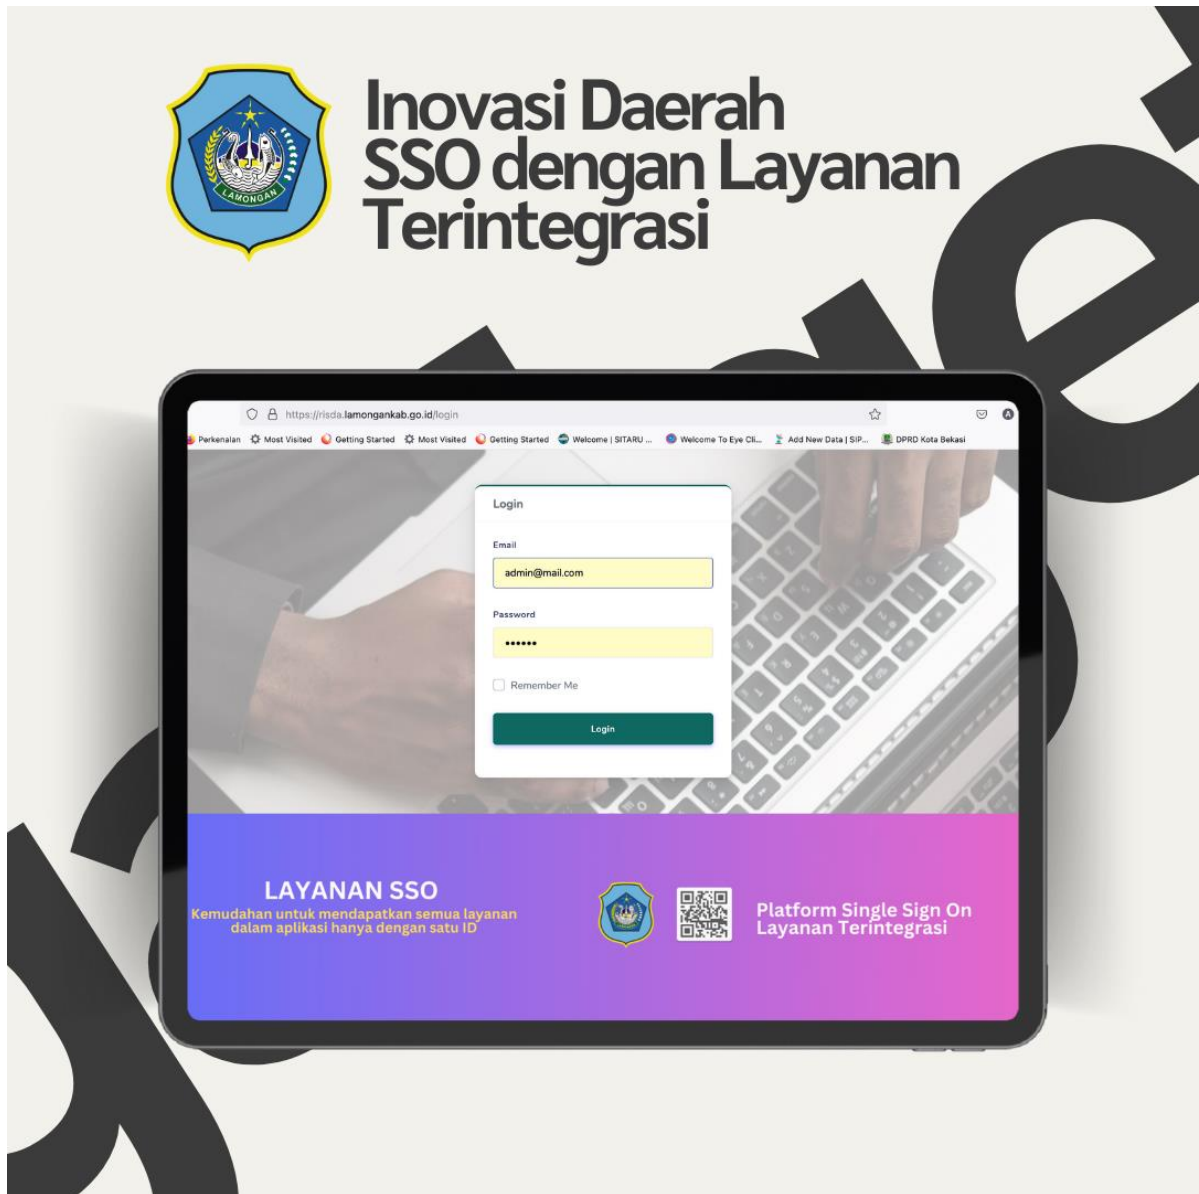 LAMONGAN
Inovasi Daerah
SSO dengan Layanan
Terintegrasi
https://risda.lamongankab.go.id/login
Perkenalan
Most Visited
Getting Started
Most Visited
Getting Started
Welcome | SITARU ...
Welcome To Eye Cli...
Add New Data | SIP...
DPRD Kota Bekasi
Login
Email
admin@mail.com
Password
••••••
Remember Me
Login
LAYANAN SSO
Kemudahan untuk mendapatkan semua layanan
dalam aplikasi hanya dengan satu ID
Platform Single Sign On
Layanan Terintegrasi